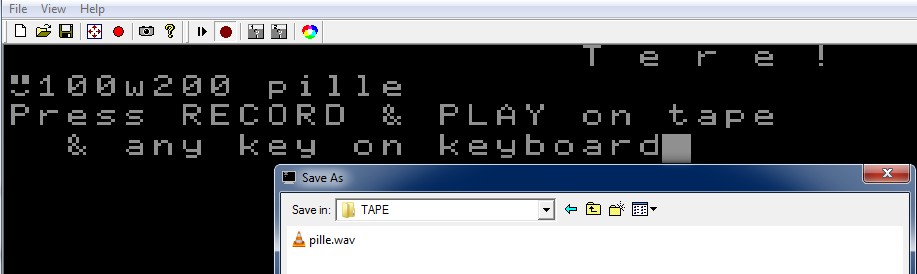 File View Help
T e r e !
100w200 pille
Press RECORD & PLAY on tape
& any key on keyboard
Save As
Save in: TAPE
pille.wav